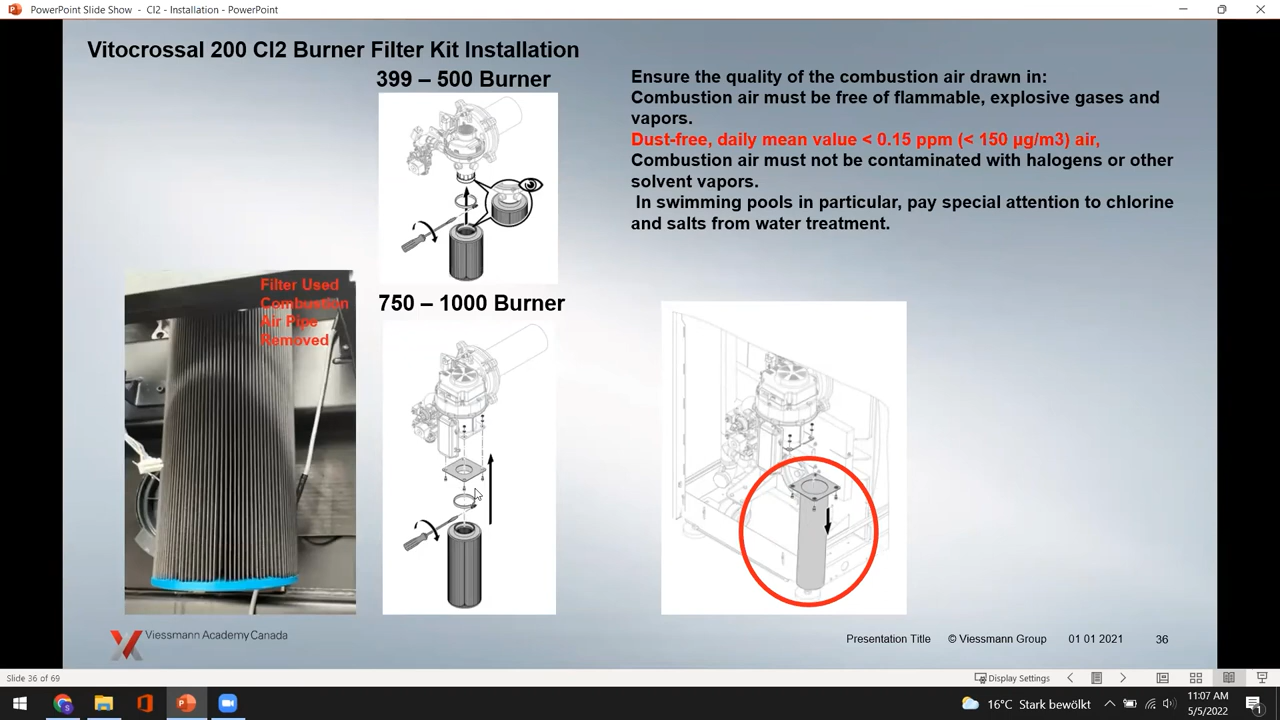 PowerPoint Slide Show - CI2 - Installation - PowerPoint
Vitocrossal 200 CI2 Burner Filter Kit Installation
399 – 500 Burner
Ensure the quality of the combustion air drawn in:
Combustion air must be free of flammable, explosive gases and
vapors.
Dust-free, daily mean value < 0.15 ppm (< 150 µg/m3) air,
Combustion air must not be contaminated with halogens or other
solvent vapors.
In swimming pools in particular, pay special attention to chlorine
and salts from water treatment.
Filter Used
Combustion
Air Pipe
Removed
750 – 1000 Burner
Viessmann Academy Canada
Presentation Title
© Viessmann Group
01 01 2021
36
Slide 36 of 69
Display Settings
16°C Stark bewölkt
11:07 AM
5/5/2022
1